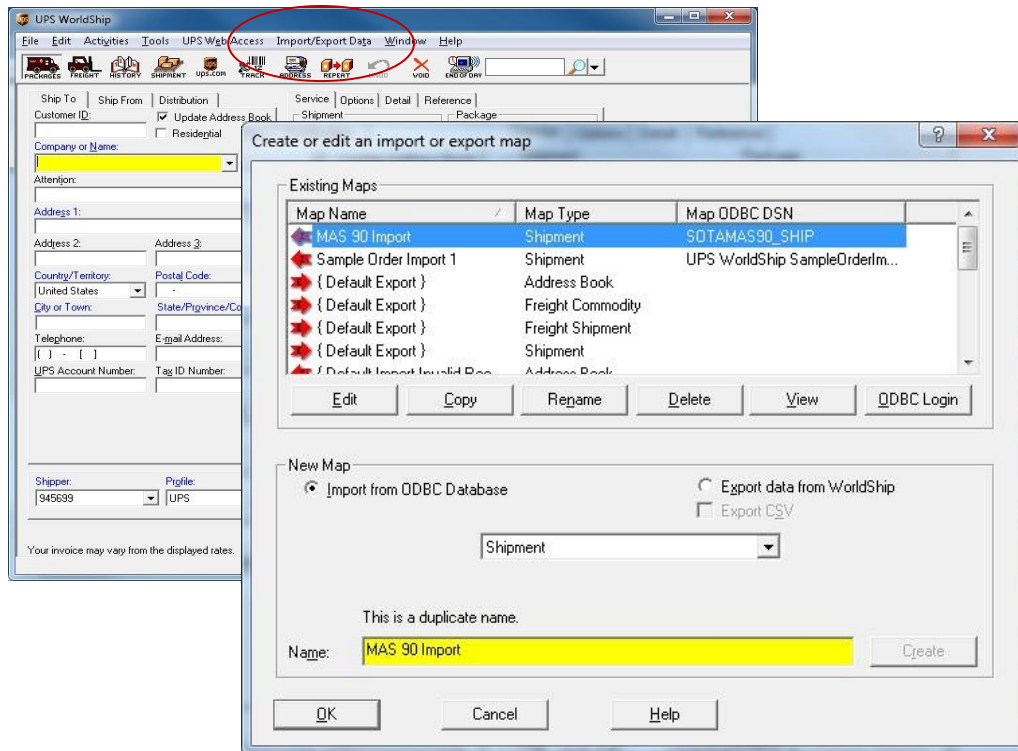 UPS WorldShip
File Edit Activities Tools UPS Web Access Import/Export Data Window Help
PACKAGES FREIGHT HISTORY SHIPMENT UPS.COM TRACK ADDRESS REPEAT VOID END OF DAY
Ship To Ship From Distribution Service Options Detail Reference
Customer ID: Update Address Book Shipment Package
Residential
Company or Name:
Attention:
Address 1:
Address 2: Address 3:
Country/Territory: Postal Code:
United States -
City or Town: State/Province/Co
Telephone: E-mail Address:
( ) - [ ]
UPS Account Number: Tax ID Number:
Shipper: Profile:
945699 UPS
Your invoice may vary from the displayed rates.
Create or edit an import or export map
Existing Maps
Map Name Map Type Map ODBC DSN
MAS 90 Import Shipment SOTAMAS90_SHIP
Sample Order Import 1 Shipment UPS WorldShip SampleOrderIm...
{ Default Export } Address Book
{ Default Export } Freight Commodity
{ Default Export } Freight Shipment
{ Default Export } Shipment
{ Default Import Invalid Address Book
Edit Copy Rename Delete View ODBC Login
New Map
Import from ODBC Database Export data from WorldShip
Export CSV
Shipment
This is a duplicate name.
Name: MAS 90 Import Create
OK Cancel Help